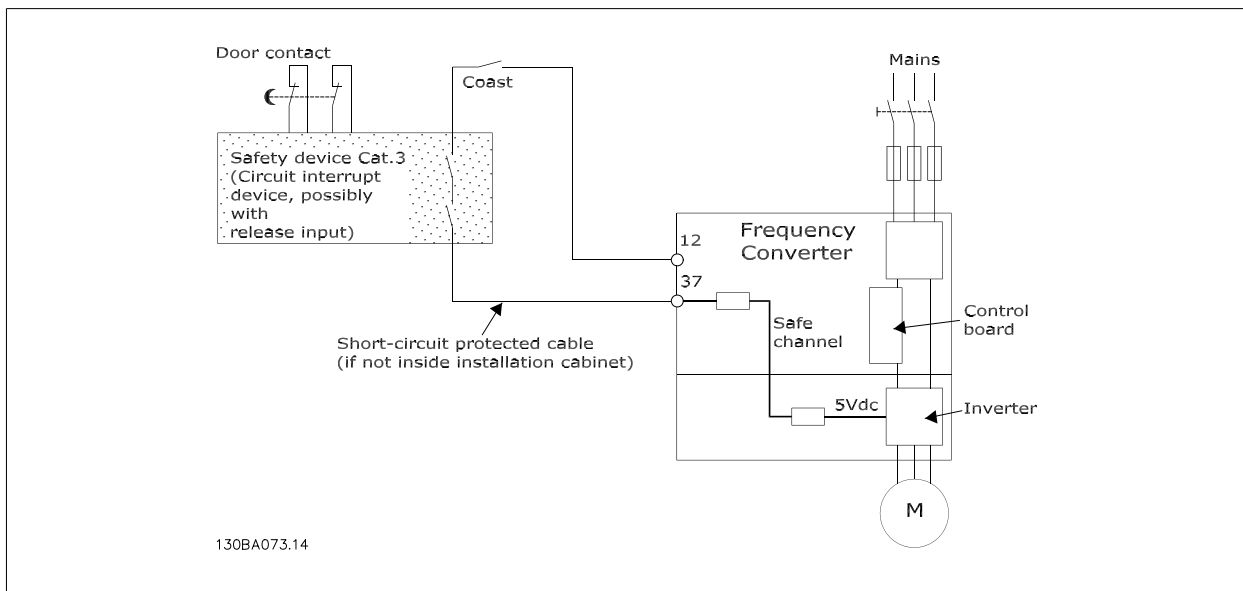 Door contact
Coast
Mains
Safety device Cat.3
(Circuit interrupt
device, possibly
with
release input)
12
Frequency
Converter
37
Safe
channel
Control
board
Short-circuit protected cable
(if not inside installation cabinet)
5Vdc
Inverter
M
130BA073.14